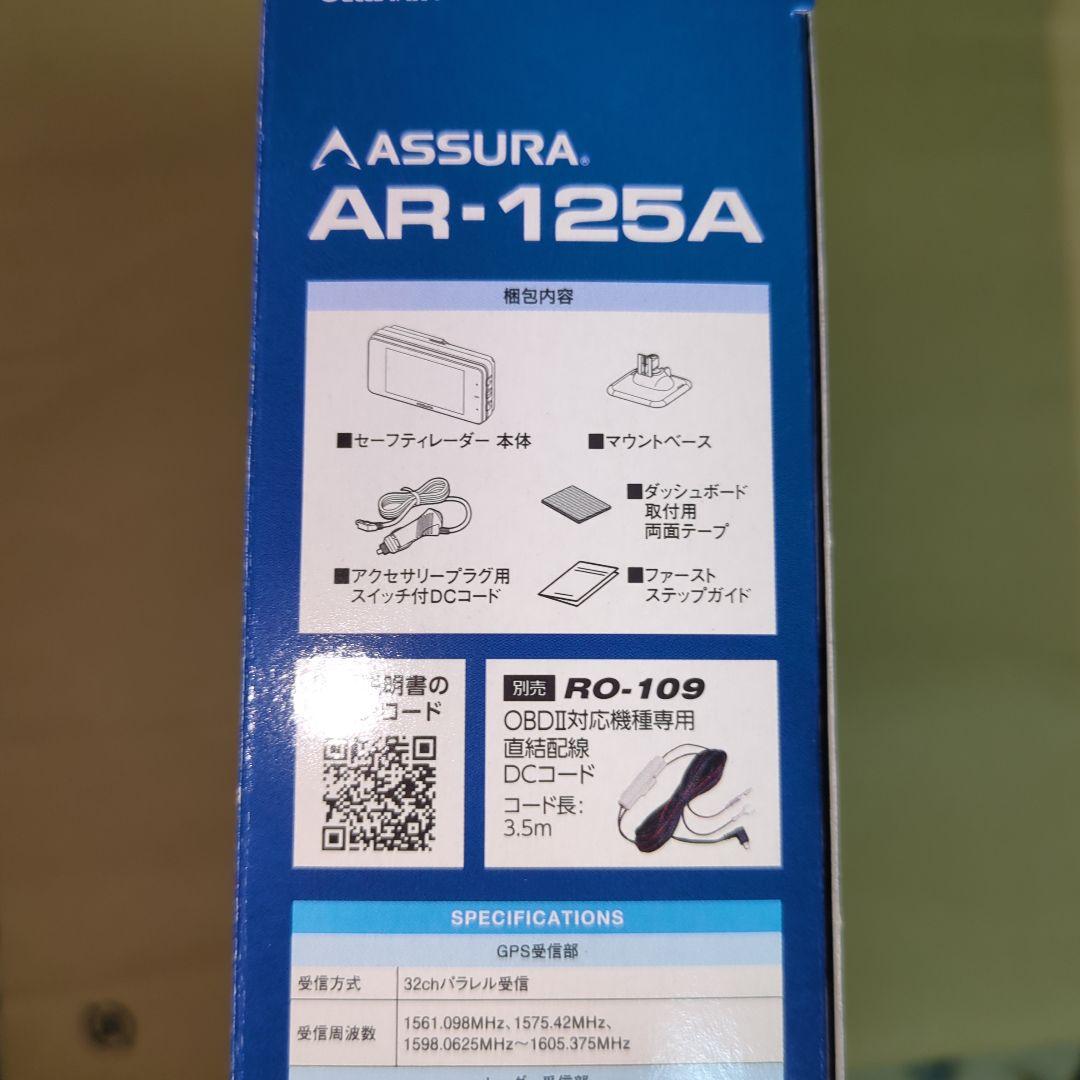 ASSURA®
AR-125A
梱包内容
■セーフティレーダー 本体
■マウントベース
■アクセサリープラグ用
スイッチ付DCコード
■ダッシュボード
取付用
両面テープ
■ファースト
ステップガイド
明書の
コード
別売 RO-109
OBDⅡ対応機種専用
直結配線
DCコード
コード長:
3.5m
SPECIFICATIONS
GPS受信部
受信方式 32chパラレル受信
受信周波数 1561.098MHz、1575.42MHz、
1598.0625MHz～1605.375MHz